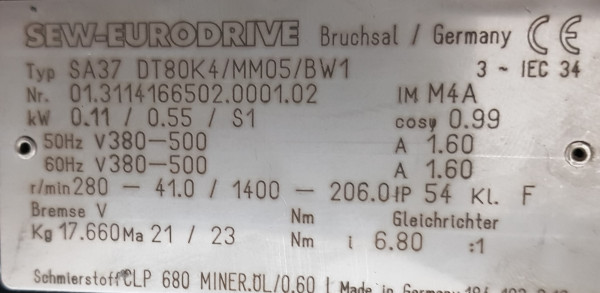 SEW-EURODRIVE Bruchsal / Germany CE
Typ SA37 DT80K4/MM05/BW1 3 ~ IEC 34
Nr. 01.3114166502.0001.02 IM M4A
kW 0.11 / 0.55 / S1 cosφ 0.99
50Hz V380-500 A 1.60
60Hz V380-500 A 1.60
r/min 280 - 41.0 / 1400 - 206.0 IP 54 Kl. F
Bremse V Nm Gleichrichter
Kg 17.660 Ma 21 / 23 Nm i 6.80 :1
Schmierstoff CLP 680 MINER.ÖL/0.60 l Made in Germany